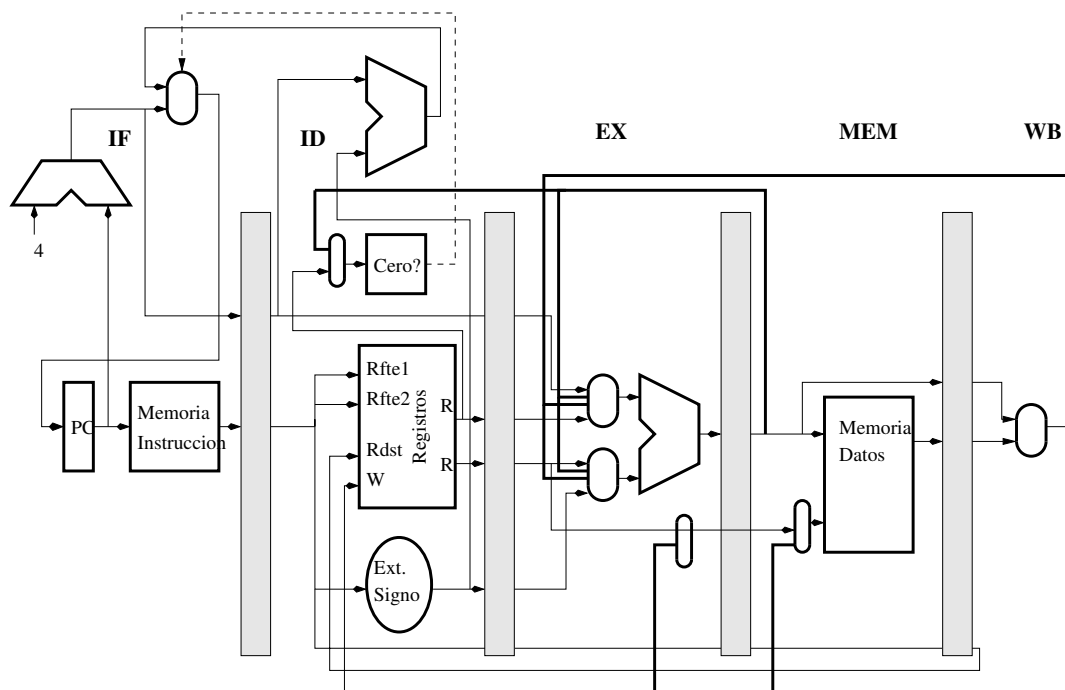 IF
ID
EX
MEM
WB
4
Cero?
PC
Memoria
Instruccion
Rfte1
Rfte2
Rdst
W
R
R
Registros
Ext.
Signo
Memoria
Datos